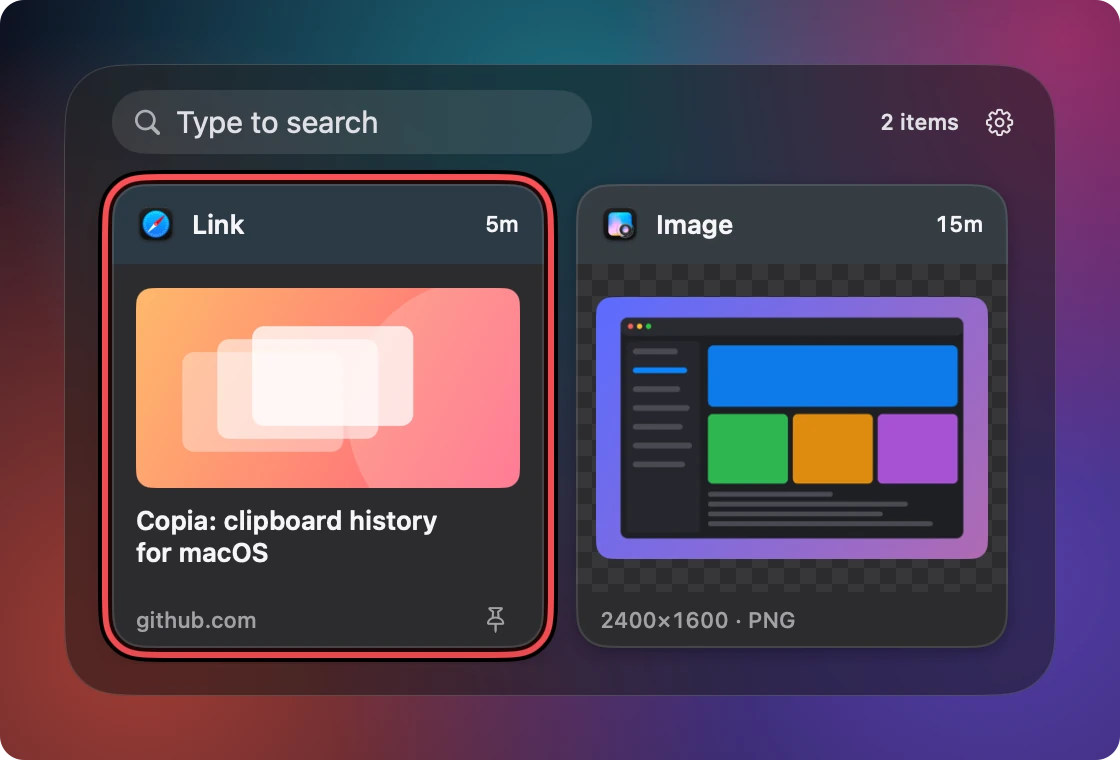 Type to search
2 items
Link
5m
Image
15m
Copia: clipboard history
for macOS
github.com
2400×1600 · PNG